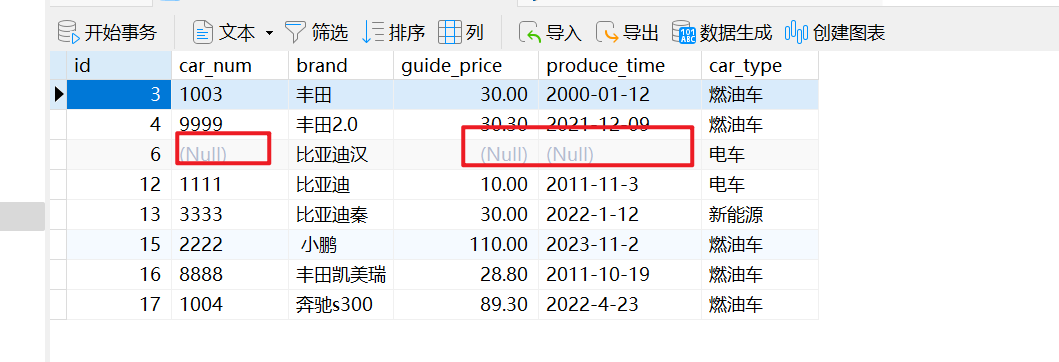 开始事务 文本 筛选 排序 列 导入 导出 数据生成 创建图表
id car_num brand guide_price produce_time car_type
3 1003 丰田 30.00 2000-01-12 燃油车
4 9999 丰田2.0 30.30 2021-12-09 燃油车
6 (Null) 比亚迪汉 (Null) (Null) 电车
12 1111 比亚迪 10.00 2011-11-3 电车
13 3333 比亚迪秦 30.00 2022-1-12 新能源
15 2222 小鹏 110.00 2023-11-2 燃油车
16 8888 丰田凯美瑞 28.80 2011-10-19 燃油车
17 1004 奔驰s300 89.30 2022-4-23 燃油车